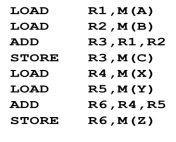 LOAD R1,M(A)
LOAD R2,M(B)
ADD R3,R1,R2
STORE R3,M(C)
LOAD R4,M(X)
LOAD R5,M(Y)
ADD R6,R4,R5
STORE R6,M(Z)